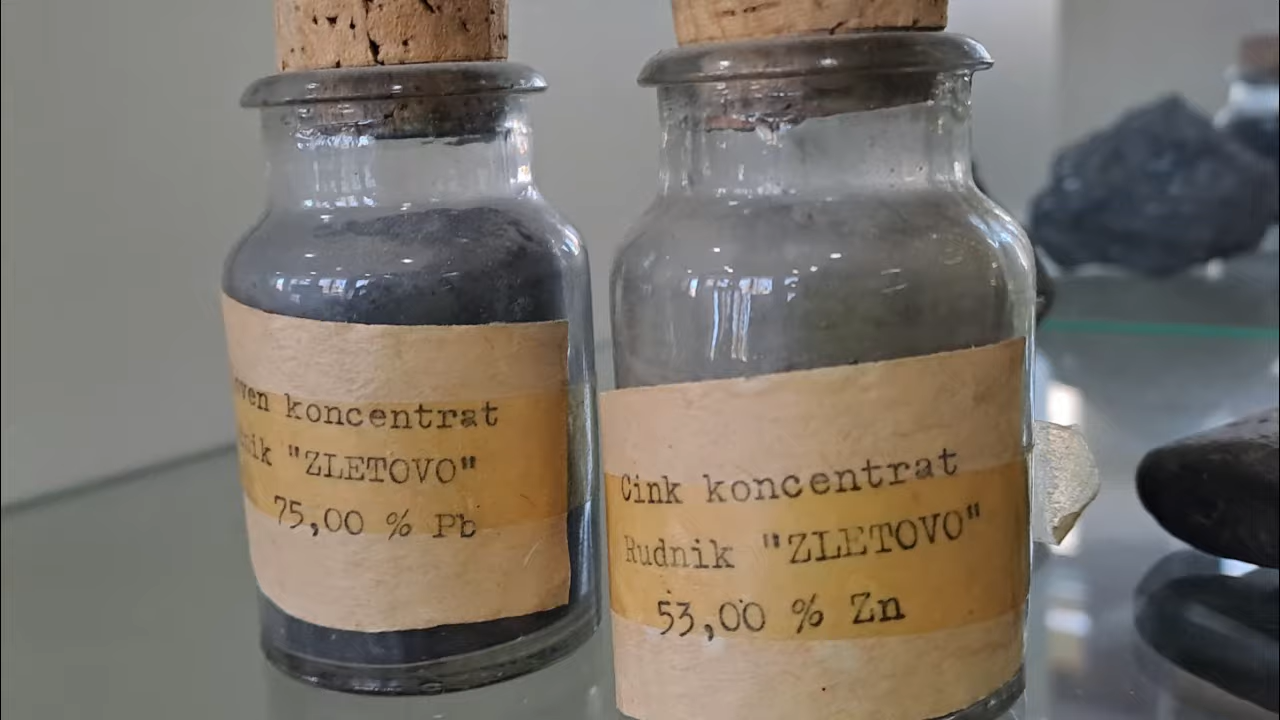 koncentrat
"ZLETOVO"
75,00 % Pb
Cink koncentrat
Rudnik "ZLETOVO"
53,00 % Zn